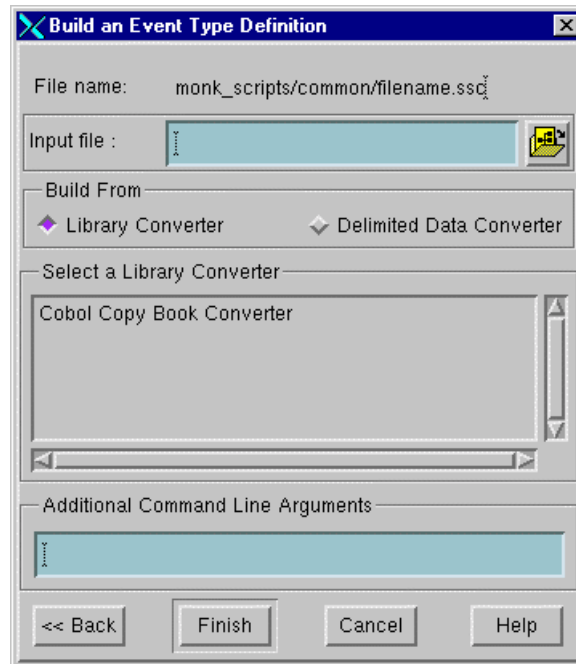 Build an Event Type Definition
File name: monk_scripts/common/filename.ssc
Input file :
Build From
Library Converter Delimited Data Converter
Select a Library Converter
Cobol Copy Book Converter
Additional Command Line Arguments
<< Back Finish Cancel Help